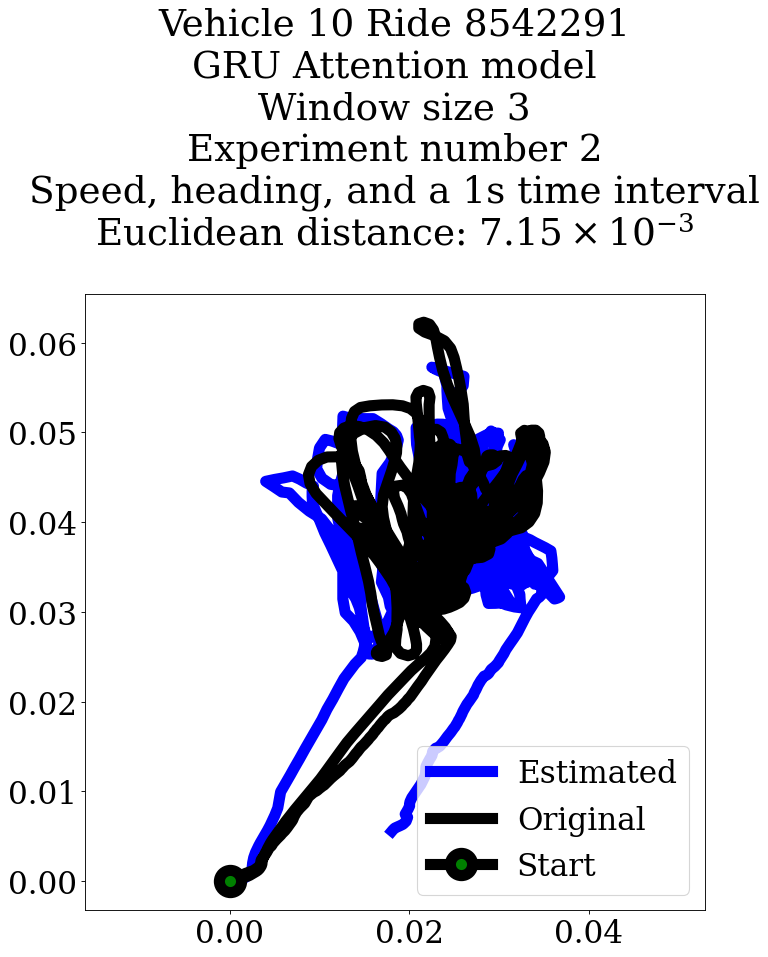 Vehicle 10 Ride 8542291
GRU Attention model
Window size 3
Experiment number 2
Speed, heading, and a 1s time interval
Euclidean distance: $7.15 \times 10^{-3}$
0.06
0.05
0.04
0.03
0.02
0.01
0.00
Estimated
Original
Start
0.00 0.02 0.04